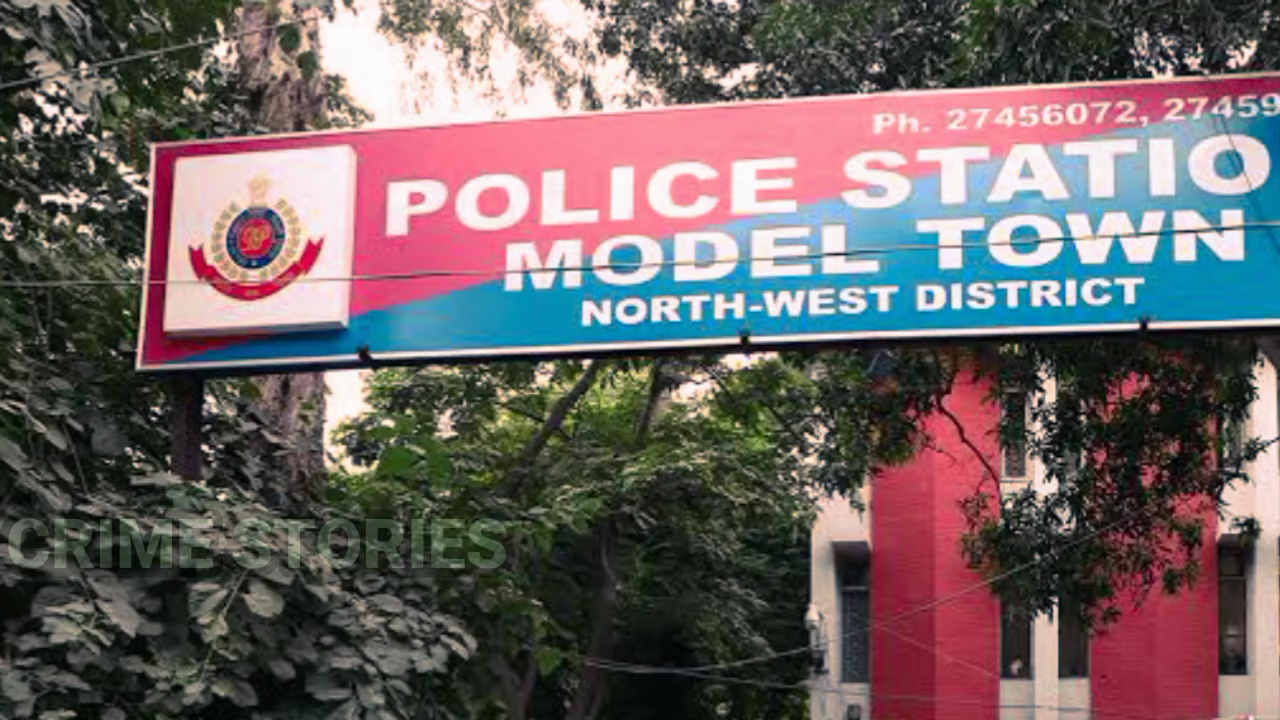 Ph. 27456072, 27459
POLICE STATIO
MODEL TOWN
NORTH-WEST DISTRICT
CRIME STORIES